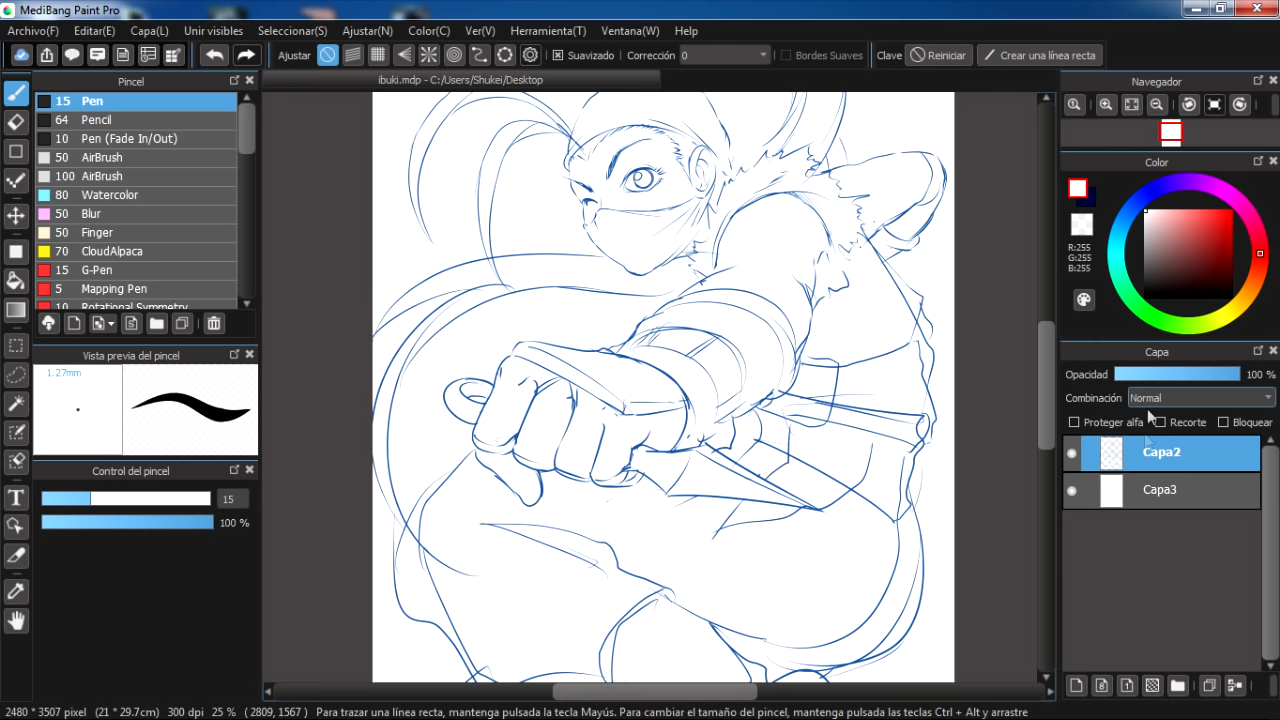 MediBang Paint Pro
Archivo(F) Editar(E) Capa(L) Unir visibles Seleccionar(S) Ajustar(N) Color(C) Ver(V) Herramienta(T) Ventana(W) Help
Ajustar Suavizado Corrección 0 Bordes Suaves Clave Reiniciar Crear una línea recta
Pincel
ibuki.mdp - C:/Users/Shukei/Desktop
Navegador
15 Pen
64 Pencil
10 Pen (Fade In/Out)
50 AirBrush
100 AirBrush
80 Watercolor
50 Blur
50 Finger
70 CloudAlpaca
15 G-Pen
5 Mapping Pen
10 Rotational Symmetry
Color
R:255
G:255
B:255
Vista previa del pincel
1.27mm
Capa
Opacidad 100 %
Combinación Normal
Proteger alfa Recorte Bloquear
Capa2
Capa3
Control del pincel
15
100 %
T
2480 * 3507 pixel (21 * 29.7cm) 300 dpi 25 % ( 2809, 1567 ) Para trazar una línea recta, mantenga pulsada la tecla Mayús. Para cambiar el tamaño del pincel, mantenga pulsadas las teclas Ctrl + Alt y arrastre